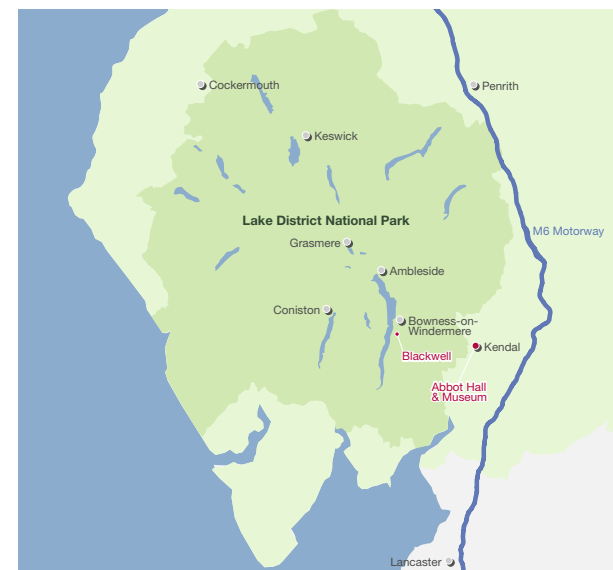 Cockermouth
Penrith
Keswick
Lake District National Park
M6 Motorway
Grasmere
Ambleside
Coniston
Bowness-on-
Windermere
Blackwell
Kendal
Abbot Hall
& Museum
Lancaster